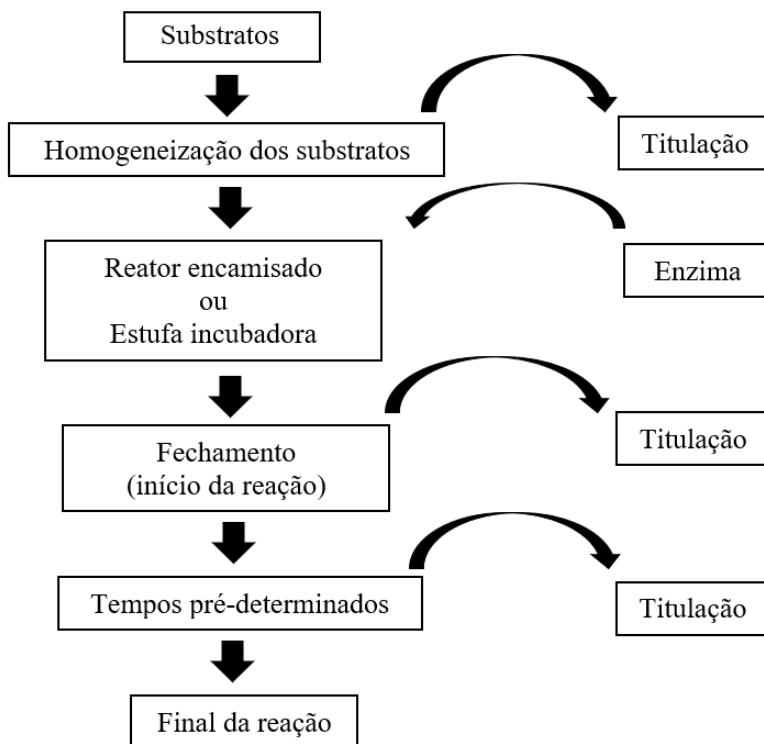 Substratos
Homogeneização dos substratos
Titulação
Reator encamisado
ou
Estufa incubadora
Enzima
Fechamento
(início da reação)
Titulação
Tempos pré-determinados
Titulação
Final da reação